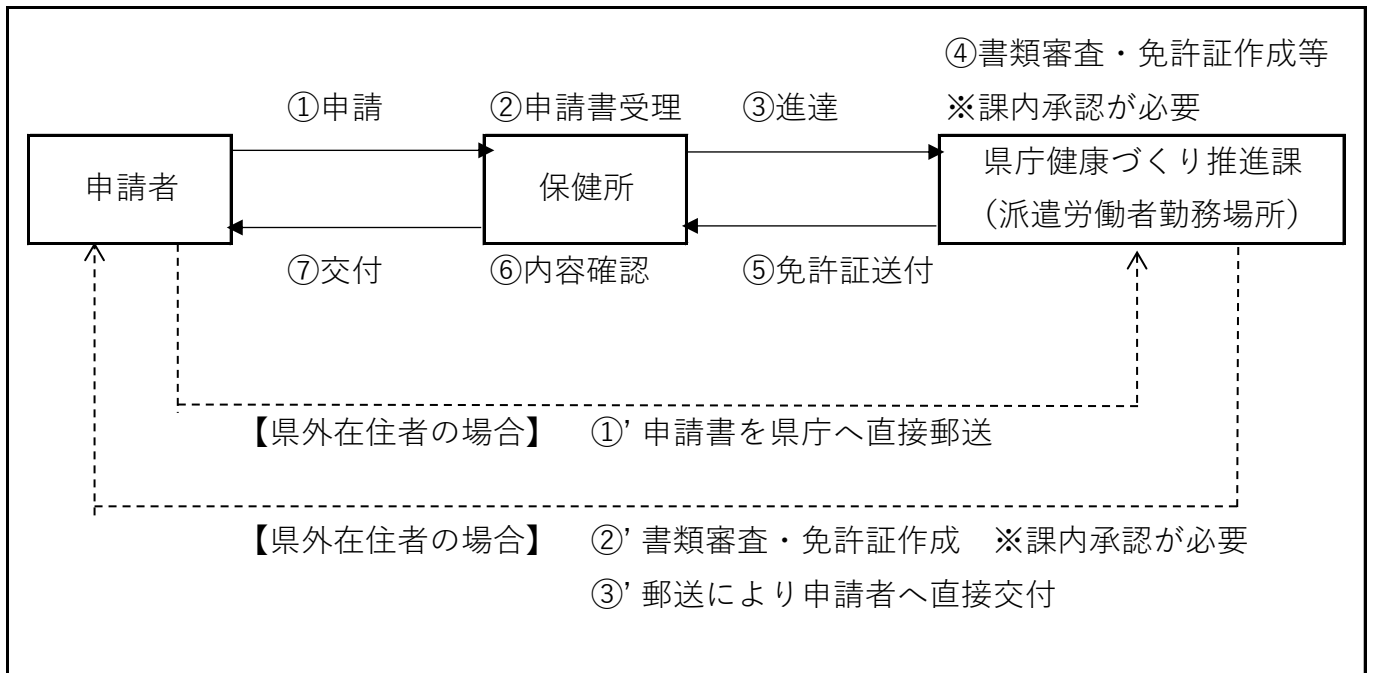 ④書類審査・免許証作成等
①申請　②申請書受理　③進達　※課内承認が必要
申請者　保健所　県庁健康づくり推進課
（派遣労働者勤務場所）
⑦交付　⑥内容確認　⑤免許証送付
【県外在住者の場合】　①’ 申請書を県庁へ直接郵送
【県外在住者の場合】　②’ 書類審査・免許証作成　※課内承認が必要
③’ 郵送により申請者へ直接交付